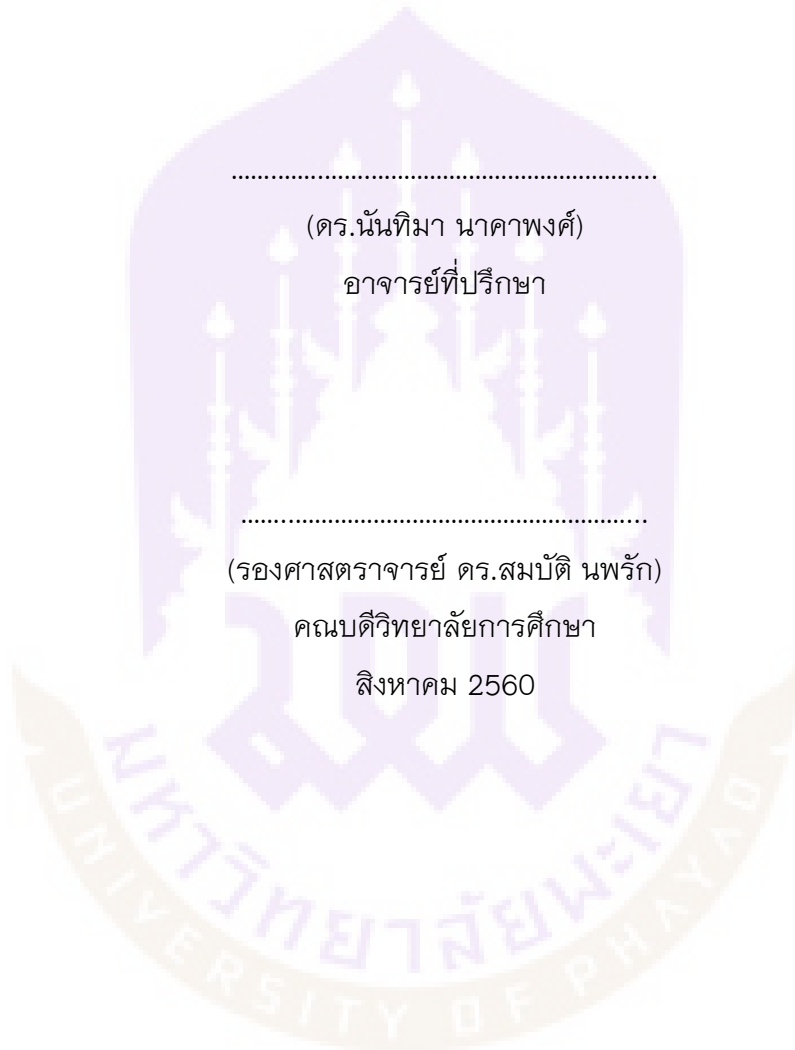 ...............................................................
(ดร.นันทิมา นาคาพงศ์)
อาจารย์ที่ปรึกษา
............................................................
(รองศาสตราจารย์ ดร.สมบัติ นพรัก)
คณบดีวิทยาลัยการศึกษา
สิงหาคม 2560
มหาวิทยาลัยพะเยา
UNIVERSITY OF PHAYAO